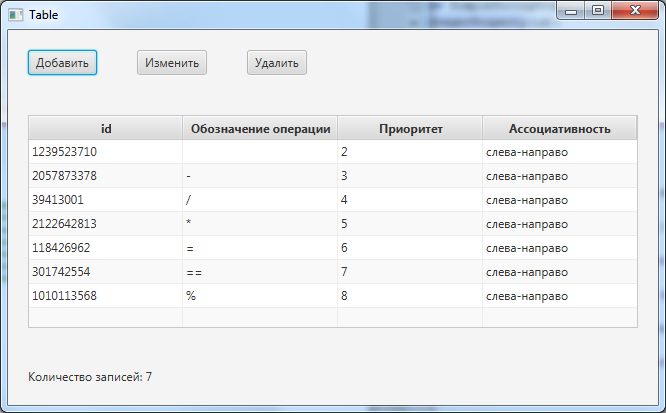 Table
Добавить Изменить Удалить
id Обозначение операции Приоритет Ассоциативность
1239523710 2 слева-направо
2057873378 - 3 слева-направо
39413001 / 4 слева-направо
2122642813 * 5 слева-направо
118426962 = 6 слева-направо
301742554 == 7 слева-направо
1010113568 % 8 слева-направо
Количество записей: 7